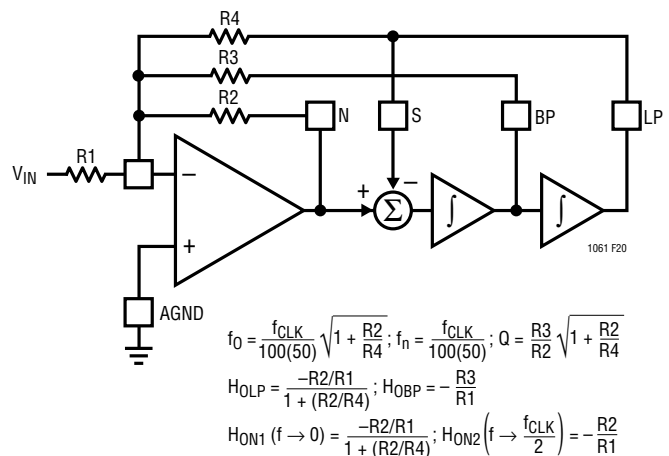 R4
R3
R2
N
S
BP
LP
R1
V_IN
−
+
+
−
Σ
∫
∫
1061 F20
AGND
f_O = f_CLK/100(50) √(1 + R2/R4); f_n = f_CLK/100(50); Q = R3/R2 √(1 + R2/R4)
H_OLP = −R2/R1 / 1 + (R2/R4); H_OBP = − R3/R1
H_ON1 (f → 0) = −R2/R1 / 1 + (R2/R4); H_ON2 (f → f_CLK/2) = − R2/R1